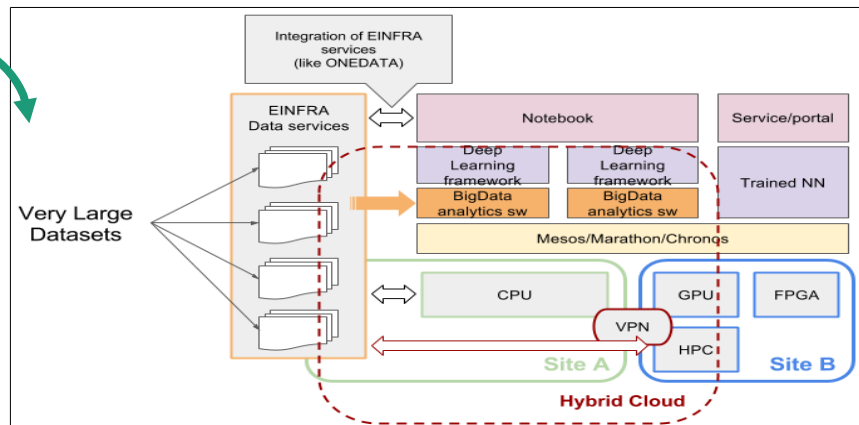 Integration of EINFRA
services
(like ONEDATA)
EINFRA
Data services
Notebook
Service/portal
Deep
Learning
framework
Deep
Learning
framework
Trained NN
BigData
analytics sw
BigData
analytics sw
Very Large
Datasets
Mesos/Marathon/Chronos
CPU
GPU
FPGA
VPN
HPC
Site A
Site B
Hybrid Cloud